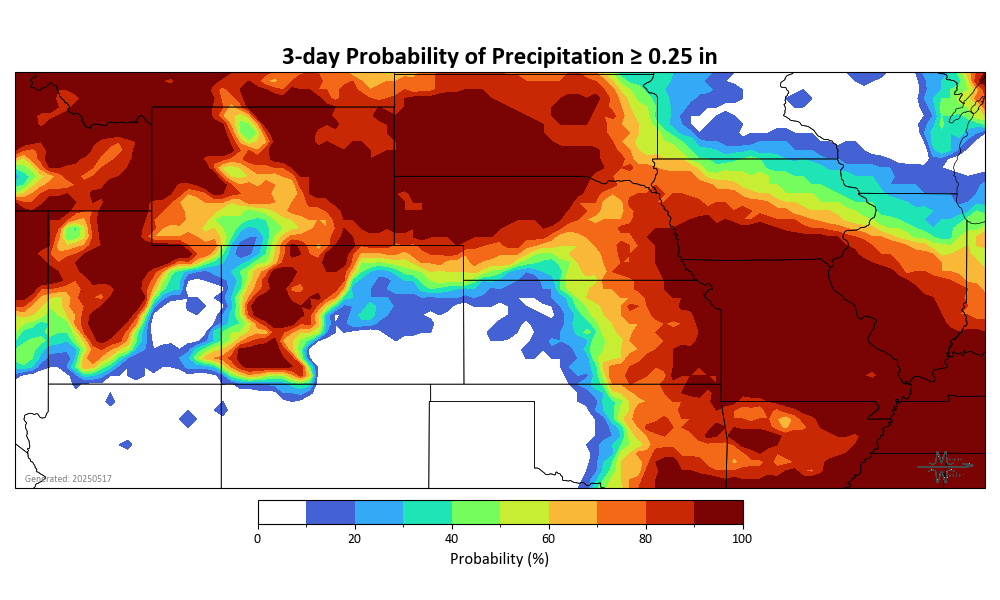 3-day Probability of Precipitation ≥ 0.25 in
Generated: 20250517
0 20 40 60 80 100
Probability (%)